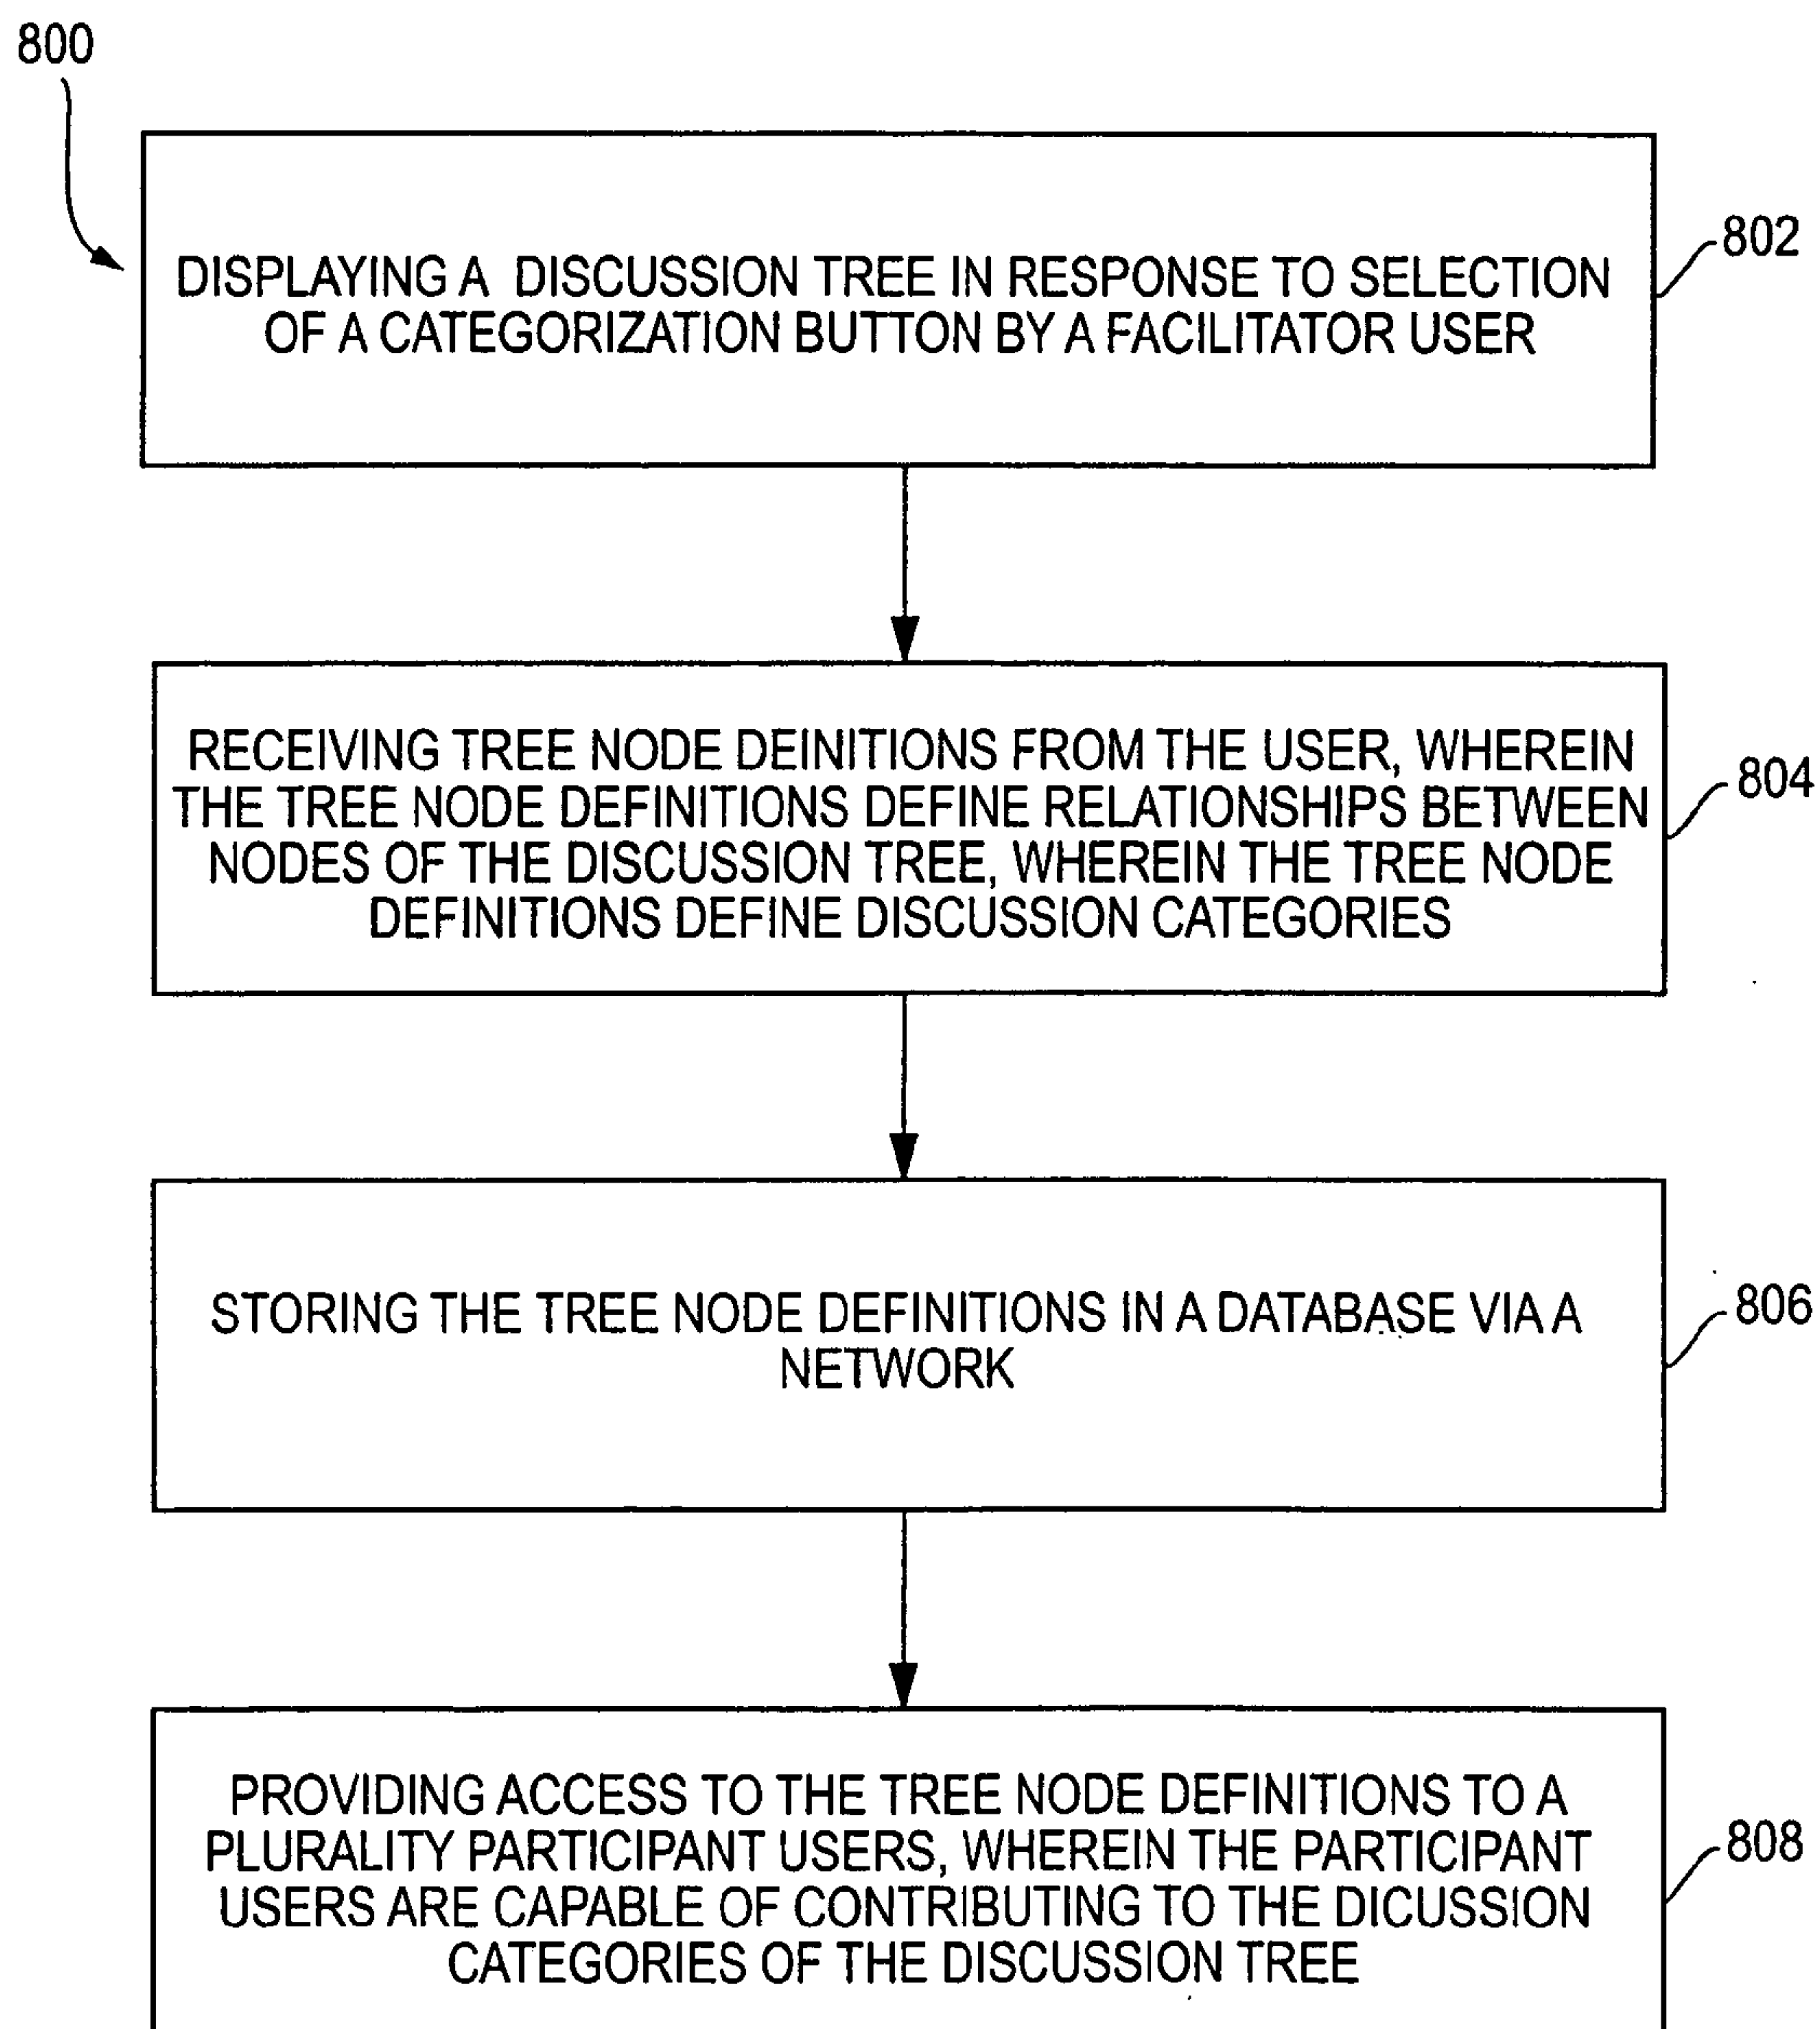 800
DISPLAYING A DISCUSSION TREE IN RESPONSE TO SELECTION
OF A CATEGORIZATION BUTTON BY A FACILITATOR USER
802
RECEIVING TREE NODE DEINITIONS FROM THE USER, WHEREIN
THE TREE NODE DEFINITIONS DEFINE RELATIONSHIPS BETWEEN
NODES OF THE DISCUSSION TREE, WHEREIN THE TREE NODE
DEFINITIONS DEFINE DISCUSSION CATEGORIES
804
STORING THE TREE NODE DEFINITIONS IN A DATABASE VIA A
NETWORK
806
PROVIDING ACCESS TO THE TREE NODE DEFINITIONS TO A
PLURALITY PARTICIPANT USERS, WHEREIN THE PARTICIPANT
USERS ARE CAPABLE OF CONTRIBUTING TO THE DICUSSION
CATEGORIES OF THE DISCUSSION TREE
808